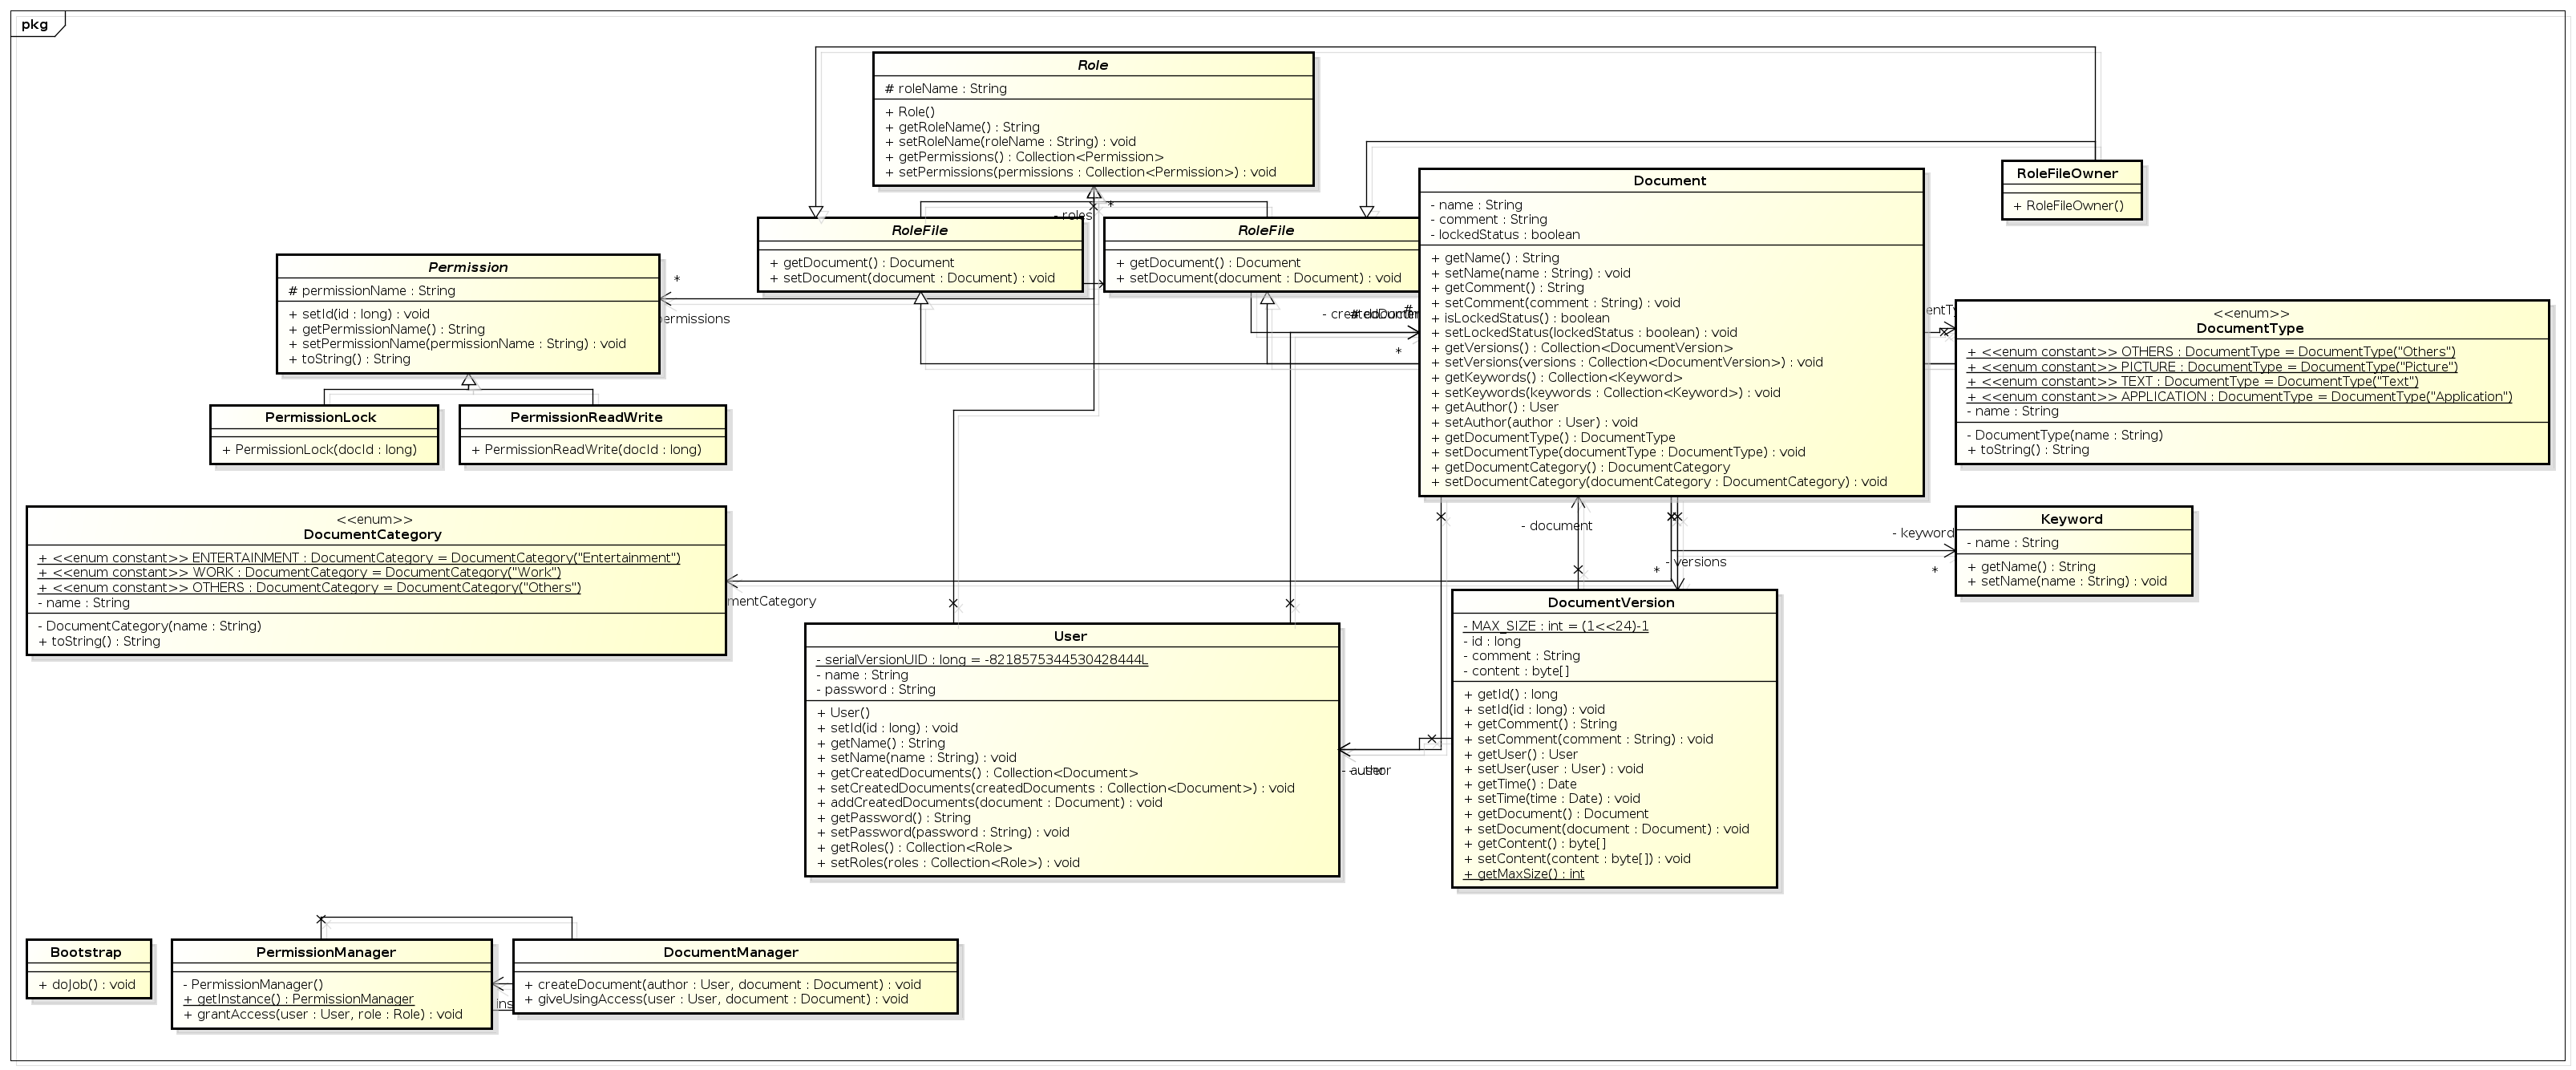 pkg
Role
# roleName : String
+ Role()
+ getRoleName() : String
+ setRoleName(roleName : String) : void
+ getPermissions() : Collection<Permission>
+ setPermissions(permissions : Collection<Permission>) : void
- roles
*
RoleFile
+ getDocument() : Document
+ setDocument(document : Document) : void
RoleFile
+ getDocument() : Document
+ setDocument(document : Document) : void
Document
- name : String
- comment : String
- lockedStatus : boolean
+ getName() : String
+ setName(name : String) : void
+ getComment() : String
+ setComment(comment : String) : void
+ isLockedStatus() : boolean
+ setLockedStatus(lockedStatus : boolean) : void
+ getVersions() : Collection<DocumentVersion>
+ setVersions(versions : Collection<DocumentVersion>) : void
+ getKeywords() : Collection<Keyword>
+ setKeywords(keywords : Collection<Keyword>) : void
+ getAuthor() : User
+ setAuthor(author : User) : void
+ getDocumentType() : DocumentType
+ setDocumentType(documentType : DocumentType) : void
+ getDocumentCategory() : DocumentCategory
+ setDocumentCategory(documentCategory : DocumentCategory) : void
RoleFileOwner
+ RoleFileOwner()
Permission
# permissionName : String
+ setId(id : long) : void
+ getPermissionName() : String
+ setPermissionName(permissionName : String) : void
+ toString() : String
*
ermissions
*
<<enum>>
DocumentType
+ <<enum constant>> OTHERS : DocumentType = DocumentType("Others")
+ <<enum constant>> PICTURE : DocumentType = DocumentType("Picture")
+ <<enum constant>> TEXT : DocumentType = DocumentType("Text")
+ <<enum constant>> APPLICATION : DocumentType = DocumentType("Application")
- name : String
- DocumentType(name : String)
+ toString() : String
PermissionLock
+ PermissionLock(docId : long)
PermissionReadWrite
+ PermissionReadWrite(docId : long)
<<enum>>
DocumentCategory
+ <<enum constant>> ENTERTAINMENT : DocumentCategory = DocumentCategory("Entertainment")
+ <<enum constant>> WORK : DocumentCategory = DocumentCategory("Work")
+ <<enum constant>> OTHERS : DocumentCategory = DocumentCategory("Others")
- name : String
- DocumentCategory(name : String)
+ toString() : String
mentCategory
- document
- versions
*
- keyword
*
Keyword
- name : String
+ getName() : String
+ setName(name : String) : void
User
- serialVersionUID : long = -8218575344530428444L
- name : String
- password : String
+ User()
+ setId(id : long) : void
+ getName() : String
+ setName(name : String) : void
+ getCreatedDocuments() : Collection<Document>
+ setCreatedDocuments(createdDocuments : Collection<Document>) : void
+ addCreatedDocuments(document : Document) : void
+ getPassword() : String
+ setPassword(password : String) : void
+ getRoles() : Collection<Role>
+ setRoles(roles : Collection<Role>) : void
DocumentVersion
- MAX_SIZE : int = (1<<24)-1
- id : long
- comment : String
- content : byte[]
+ getId() : long
+ setId(id : long) : void
+ getComment() : String
+ setComment(comment : String) : void
+ getUser() : User
+ setUser(user : User) : void
+ getTime() : Date
+ setTime(time : Date) : void
+ getDocument() : Document
+ setDocument(document : Document) : void
+ getContent() : byte[]
+ setContent(content : byte[]) : void
+ getMaxSize() : int
Bootstrap
+ doJob() : void
PermissionManager
- PermissionManager()
+ getInstance() : PermissionManager
+ grantAccess(user : User, role : Role) : void
ins
DocumentManager
+ createDocument(author : User, document : Document) : void
+ giveUsingAccess(user : User, document : Document) : void